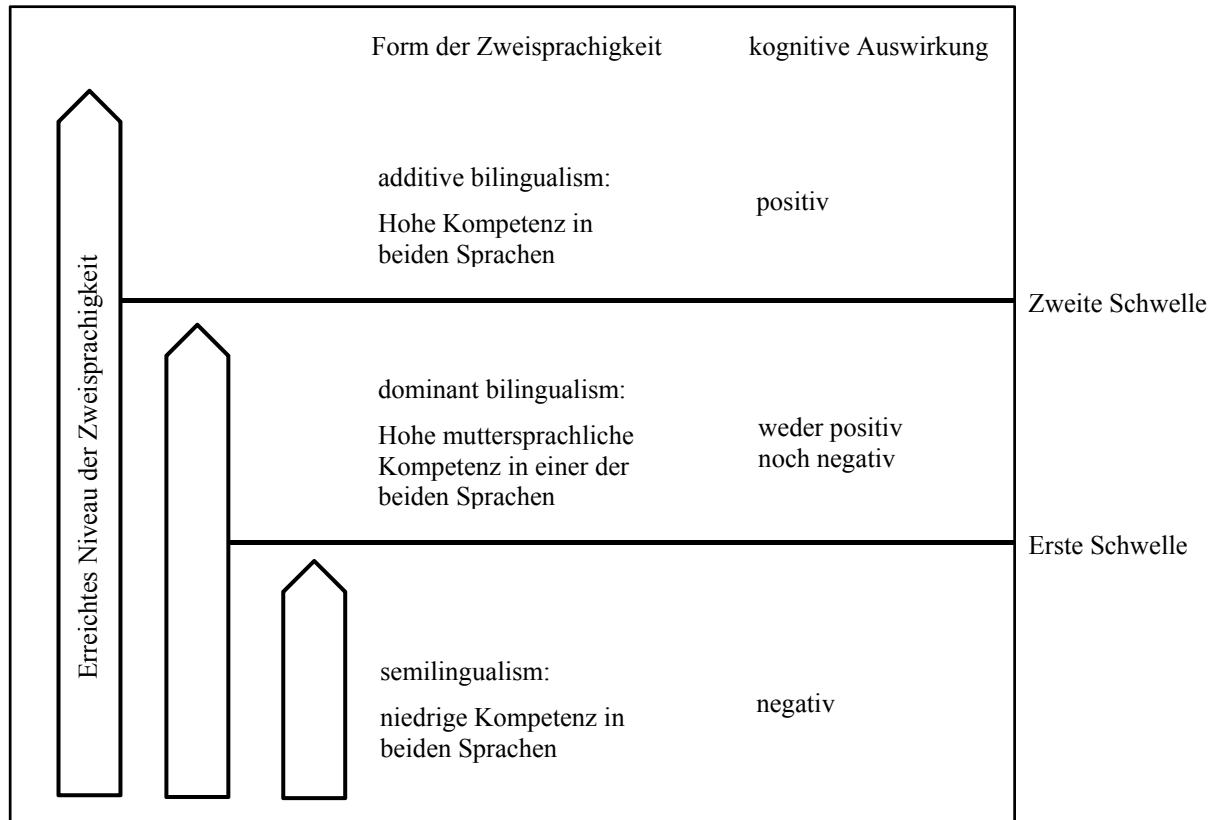 Form der Zweisprachigkeit
kognitive Auswirkung
Erreichtes Niveau der Zweisprachigkeit
additive bilingualism:
Hohe Kompetenz in
beiden Sprachen
positiv
Zweite Schwelle
dominant bilingualism:
Hohe muttersprachliche
Kompetenz in einer der
beiden Sprachen
weder positiv
noch negativ
Erste Schwelle
semilingualism:
niedrige Kompetenz in
beiden Sprachen
negativ